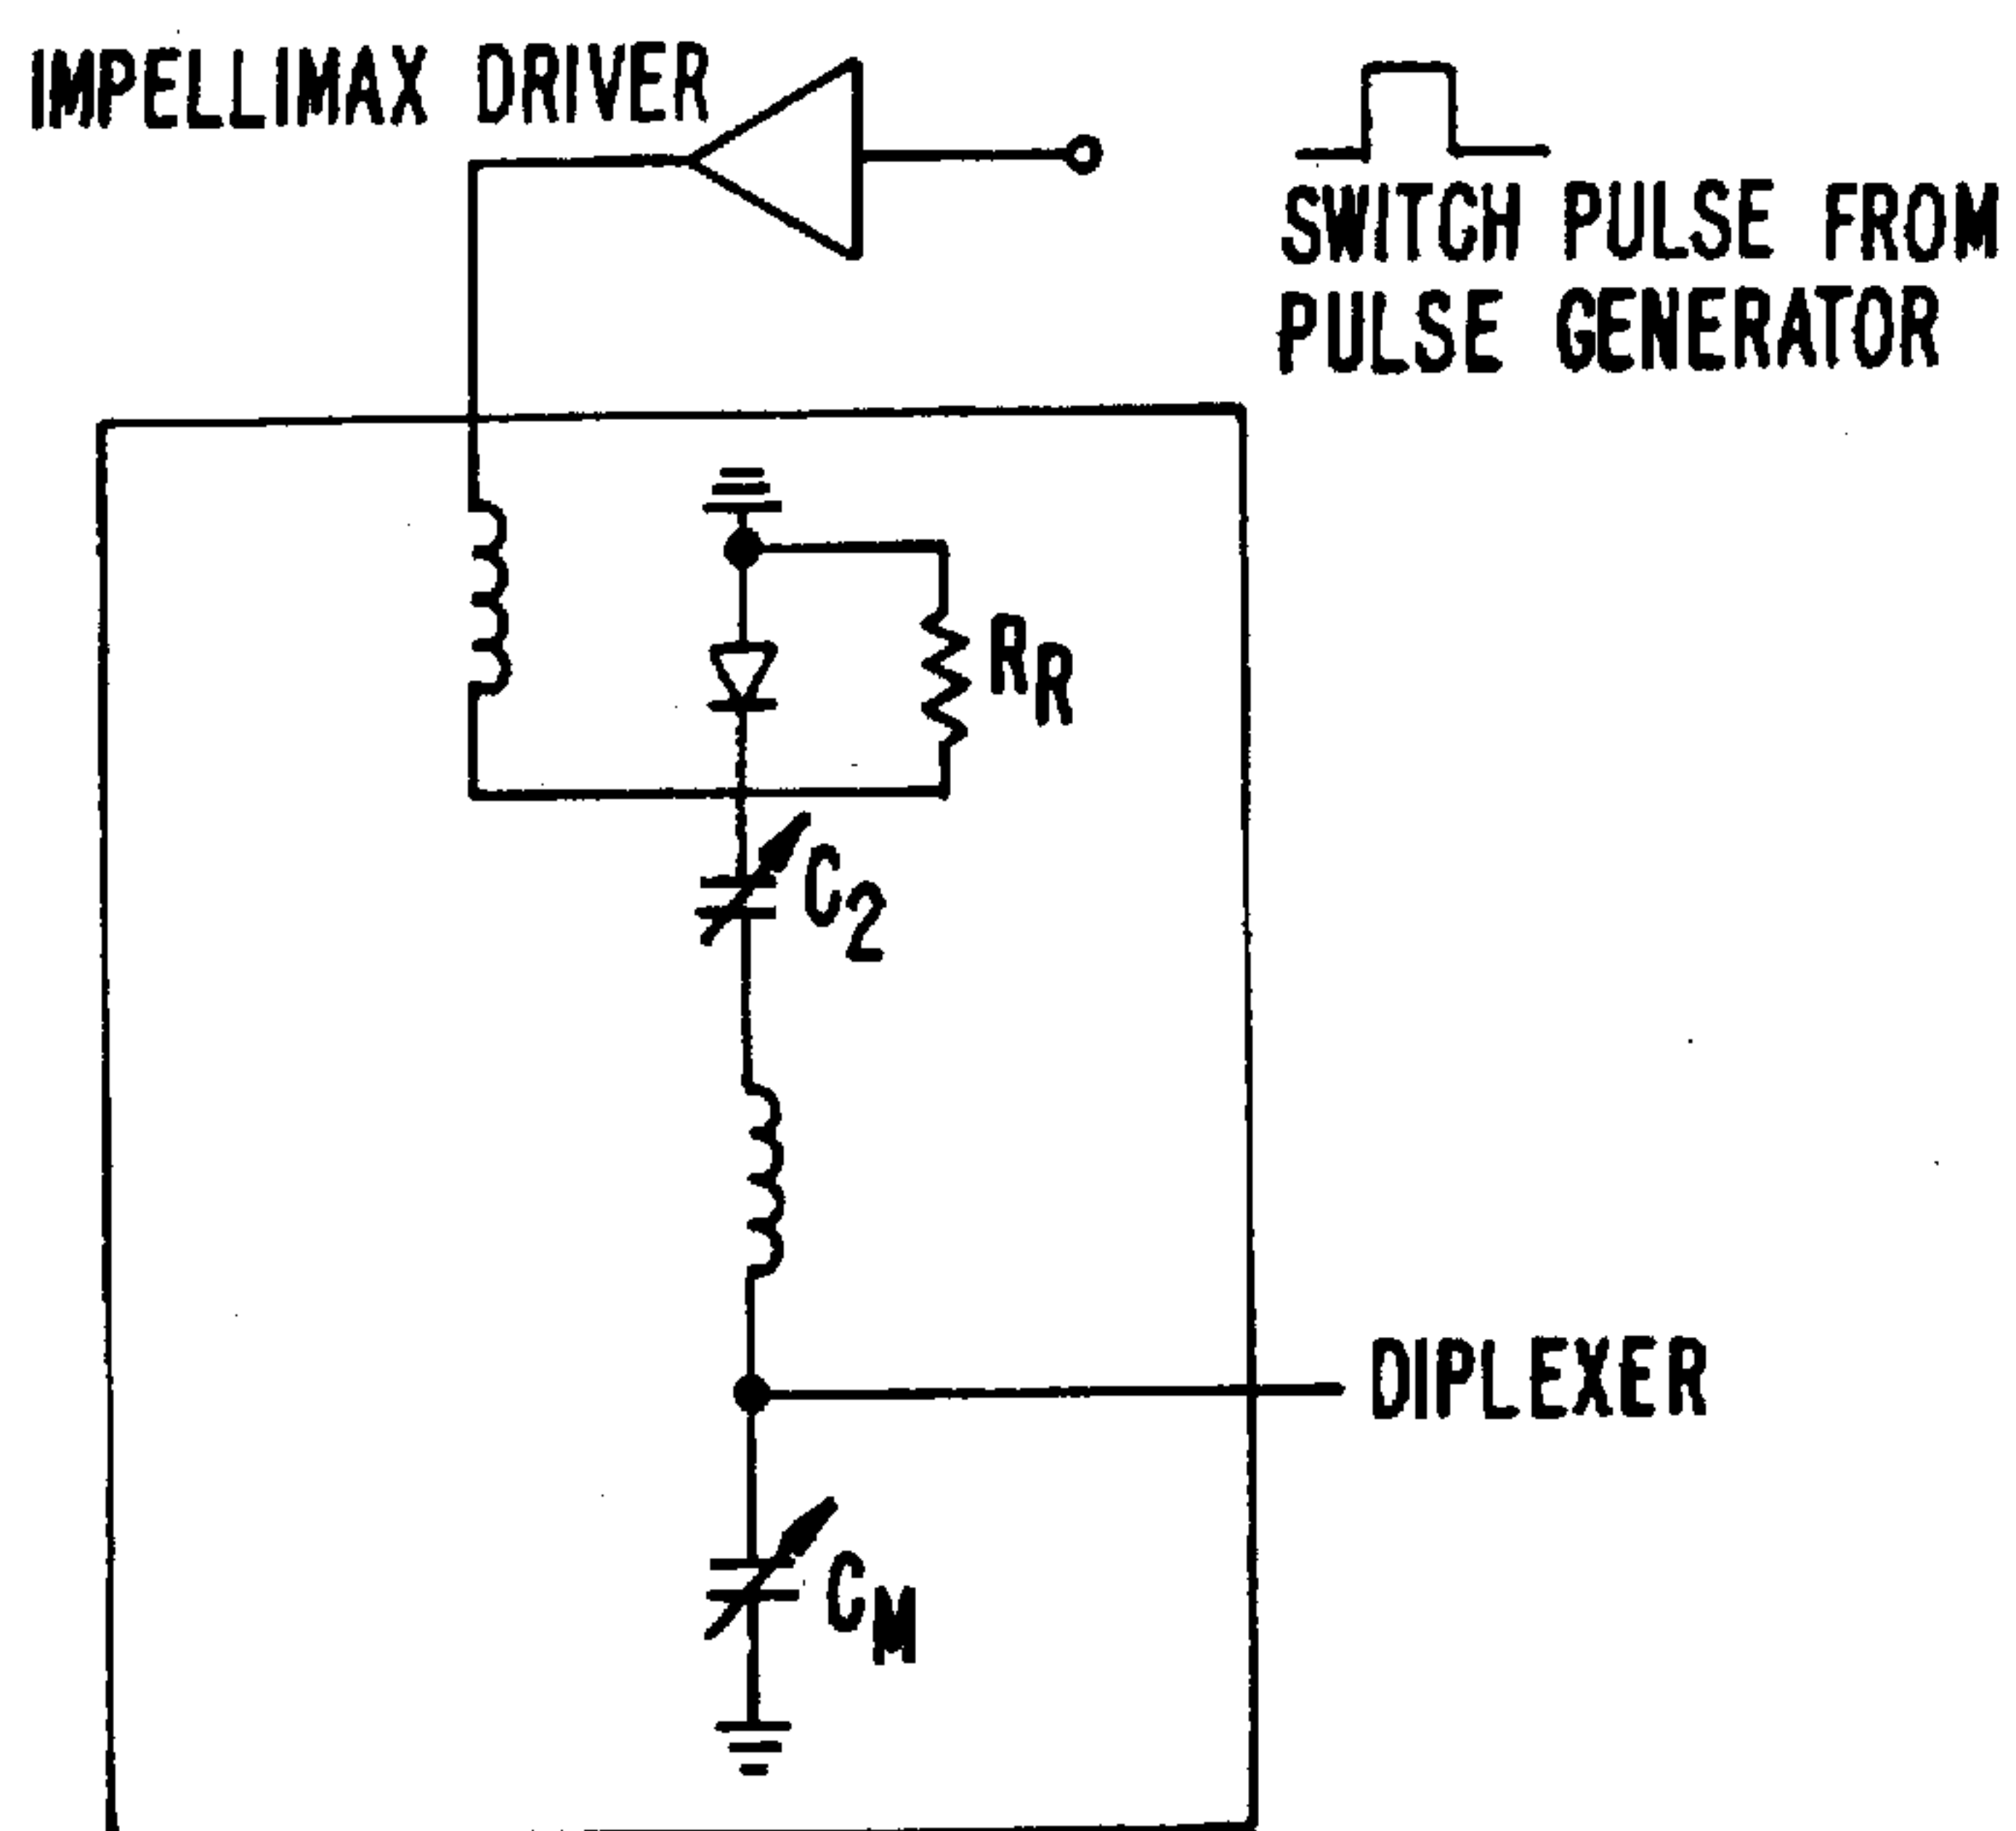 IMPELLIMAX DRIVER
SWITCH PULSE FROM
PULSE GENERATOR
RR
C2
DIPLEXER
CM